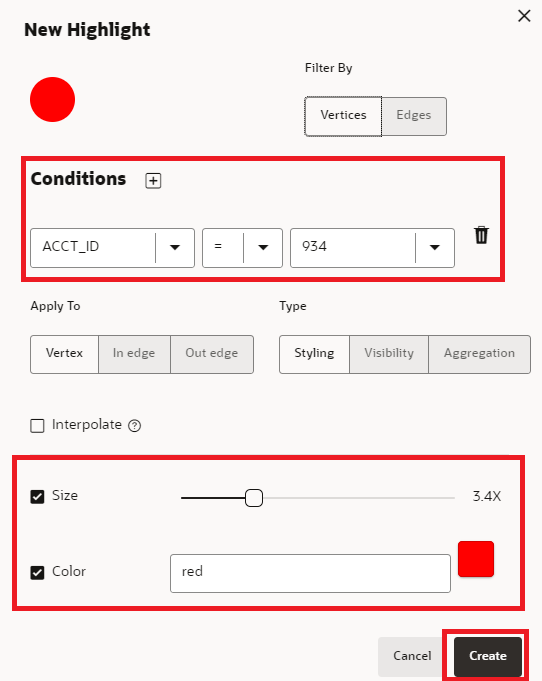 New Highlight
Filter By
Vertices Edges
Conditions
ACCT_ID = 934
Apply To Type
Vertex In edge Out edge Styling Visibility Aggregation
Interpolate
Size 3.4X
Color red
Cancel Create